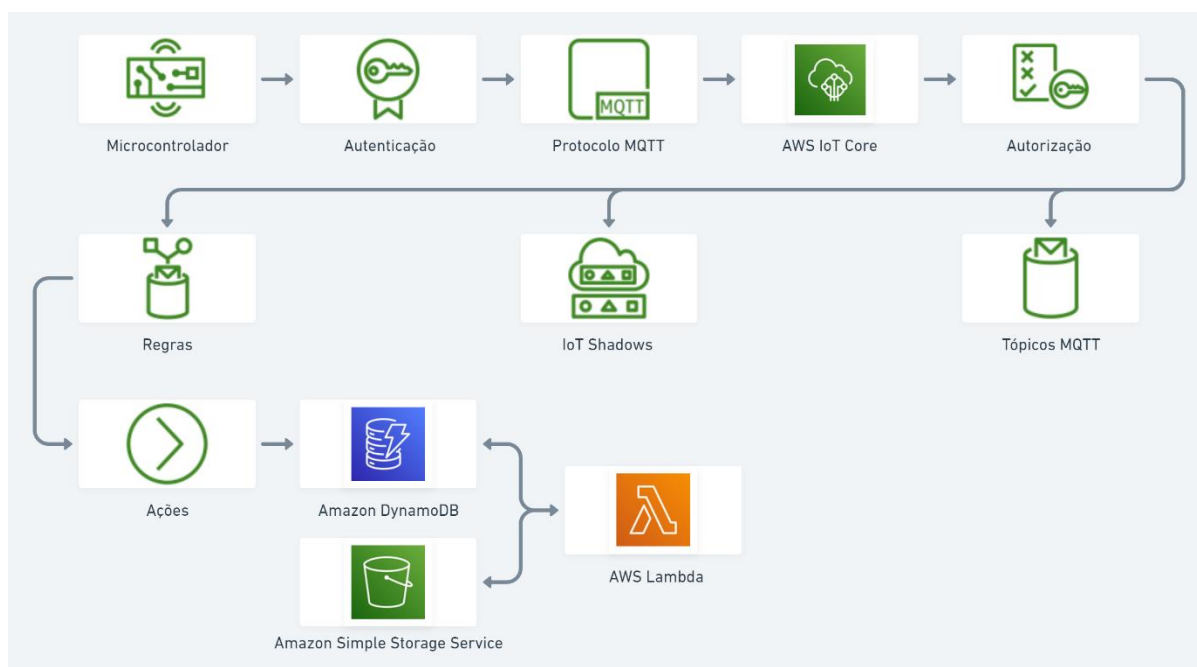 MQTT
Microcontrolador
Autenticação
Protocolo MQTT
AWS IoT Core
Autorização
Regras
IoT Shadows
Tópicos MQTT
Ações
Amazon DynamoDB
AWS Lambda
Amazon Simple Storage Service